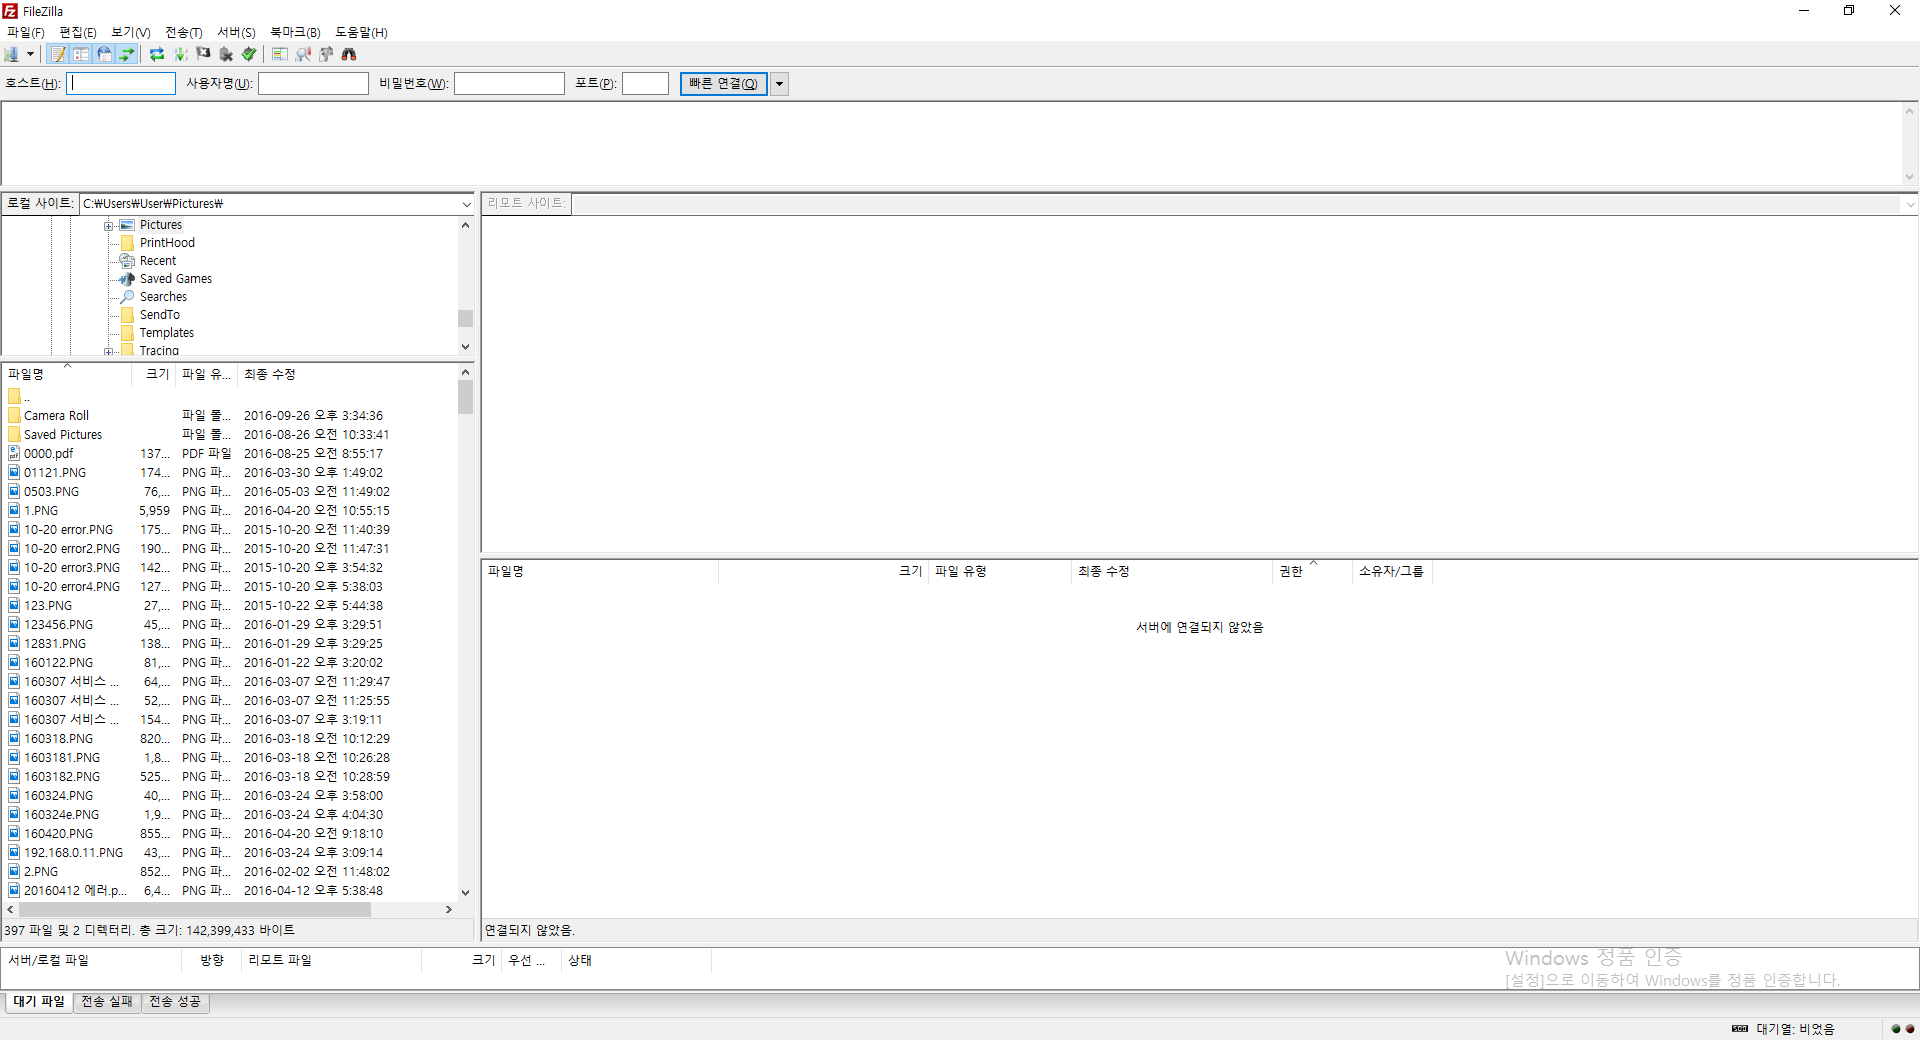 FileZilla
파일(F) 편집(E) 보기(V) 전송(T) 서버(S) 북마크(B) 도움말(H)
호스트(H): 사용자명(U): 비밀번호(W): 포트(P): 빠른 연결(Q)
로컬 사이트: C:₩Users₩User₩Pictures₩
Pictures
PrintHood
Recent
Saved Games
Searches
SendTo
Templates
Tracing
파일명 크기 파일 유... 최종 수정
..
Camera Roll 파일 폴... 2016-09-26 오후 3:34:36
Saved Pictures 파일 폴... 2016-08-26 오전 10:33:41
0000.pdf 137... PDF 파일 2016-08-25 오전 8:55:17
01121.PNG 174... PNG 파... 2016-03-30 오후 1:49:02
0503.PNG 76,... PNG 파... 2016-05-03 오전 11:49:02
1.PNG 5,959 PNG 파... 2016-04-20 오전 10:55:15
10-20 error.PNG 175... PNG 파... 2015-10-20 오전 11:40:39
10-20 error2.PNG 190... PNG 파... 2015-10-20 오전 11:47:31
10-20 error3.PNG 142... PNG 파... 2015-10-20 오후 3:54:32
10-20 error4.PNG 127... PNG 파... 2015-10-20 오후 5:38:03
123.PNG 27,... PNG 파... 2015-10-22 오후 5:44:38
123456.PNG 45,... PNG 파... 2016-01-29 오후 3:29:51
12831.PNG 138... PNG 파... 2016-01-29 오후 3:29:25
160122.PNG 81,... PNG 파... 2016-01-22 오후 3:20:02
160307 서비스 ... 64,... PNG 파... 2016-03-07 오전 11:29:47
160307 서비스 ... 52,... PNG 파... 2016-03-07 오전 11:25:55
160307 서비스 ... 154... PNG 파... 2016-03-07 오후 3:19:11
160318.PNG 820... PNG 파... 2016-03-18 오전 10:12:29
1603181.PNG 1,8... PNG 파... 2016-03-18 오전 10:26:28
1603182.PNG 525... PNG 파... 2016-03-18 오전 10:28:59
160324.PNG 40,... PNG 파... 2016-03-24 오후 3:58:00
160324e.PNG 1,9... PNG 파... 2016-03-24 오후 4:04:30
160420.PNG 855... PNG 파... 2016-04-20 오전 9:18:10
192.168.0.11.PNG 43,... PNG 파... 2016-03-24 오후 3:09:14
2.PNG 852... PNG 파... 2016-02-02 오전 11:48:02
20160412 에러.p... 6,4... PNG 파... 2016-04-12 오후 5:38:48
397 파일 및 2 디렉터리. 총 크기: 142,399,433 바이트
리모트 사이트:
파일명 크기 파일 유형 최종 수정 권한 소유자/그룹
서버에 연결되지 않았음
연결되지 않았음.
서버/로컬 파일 방향 리모트 파일 크기 우선 ... 상태
Windows 정품 인증
[설정]으로 이동하여 Windows를 정품 인증합니다.
대기 파일 전송 실패 전송 성공
대기열: 비었음